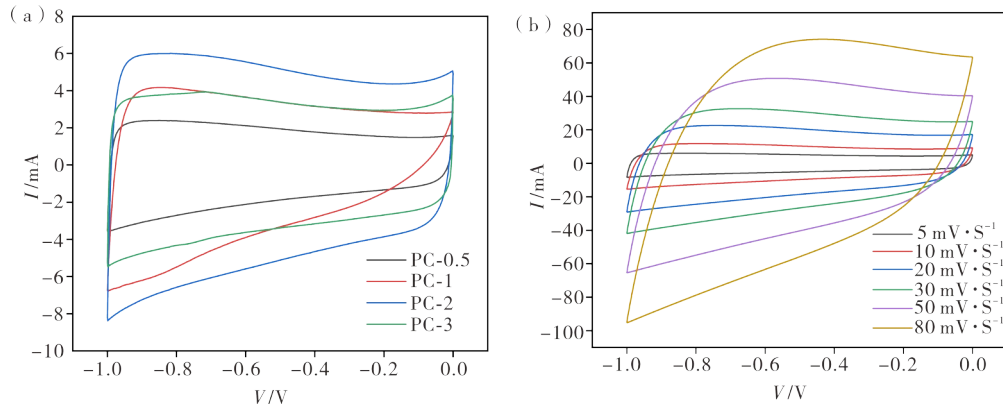 (a)
8
6
4
2
0
−2
−4
−6
−8
−10
I/mA
−1.0 −0.8 −0.6 −0.4 −0.2 0.0
V/V
PC-0.5
PC-1
PC-2
PC-3
(b)
80
60
40
20
0
−20
−40
−60
−80
−100
I/mA
−1.0 −0.8 −0.6 −0.4 −0.2 0.0
V/V
5 mV·S⁻¹
10 mV·S⁻¹
20 mV·S⁻¹
30 mV·S⁻¹
50 mV·S⁻¹
80 mV·S⁻¹